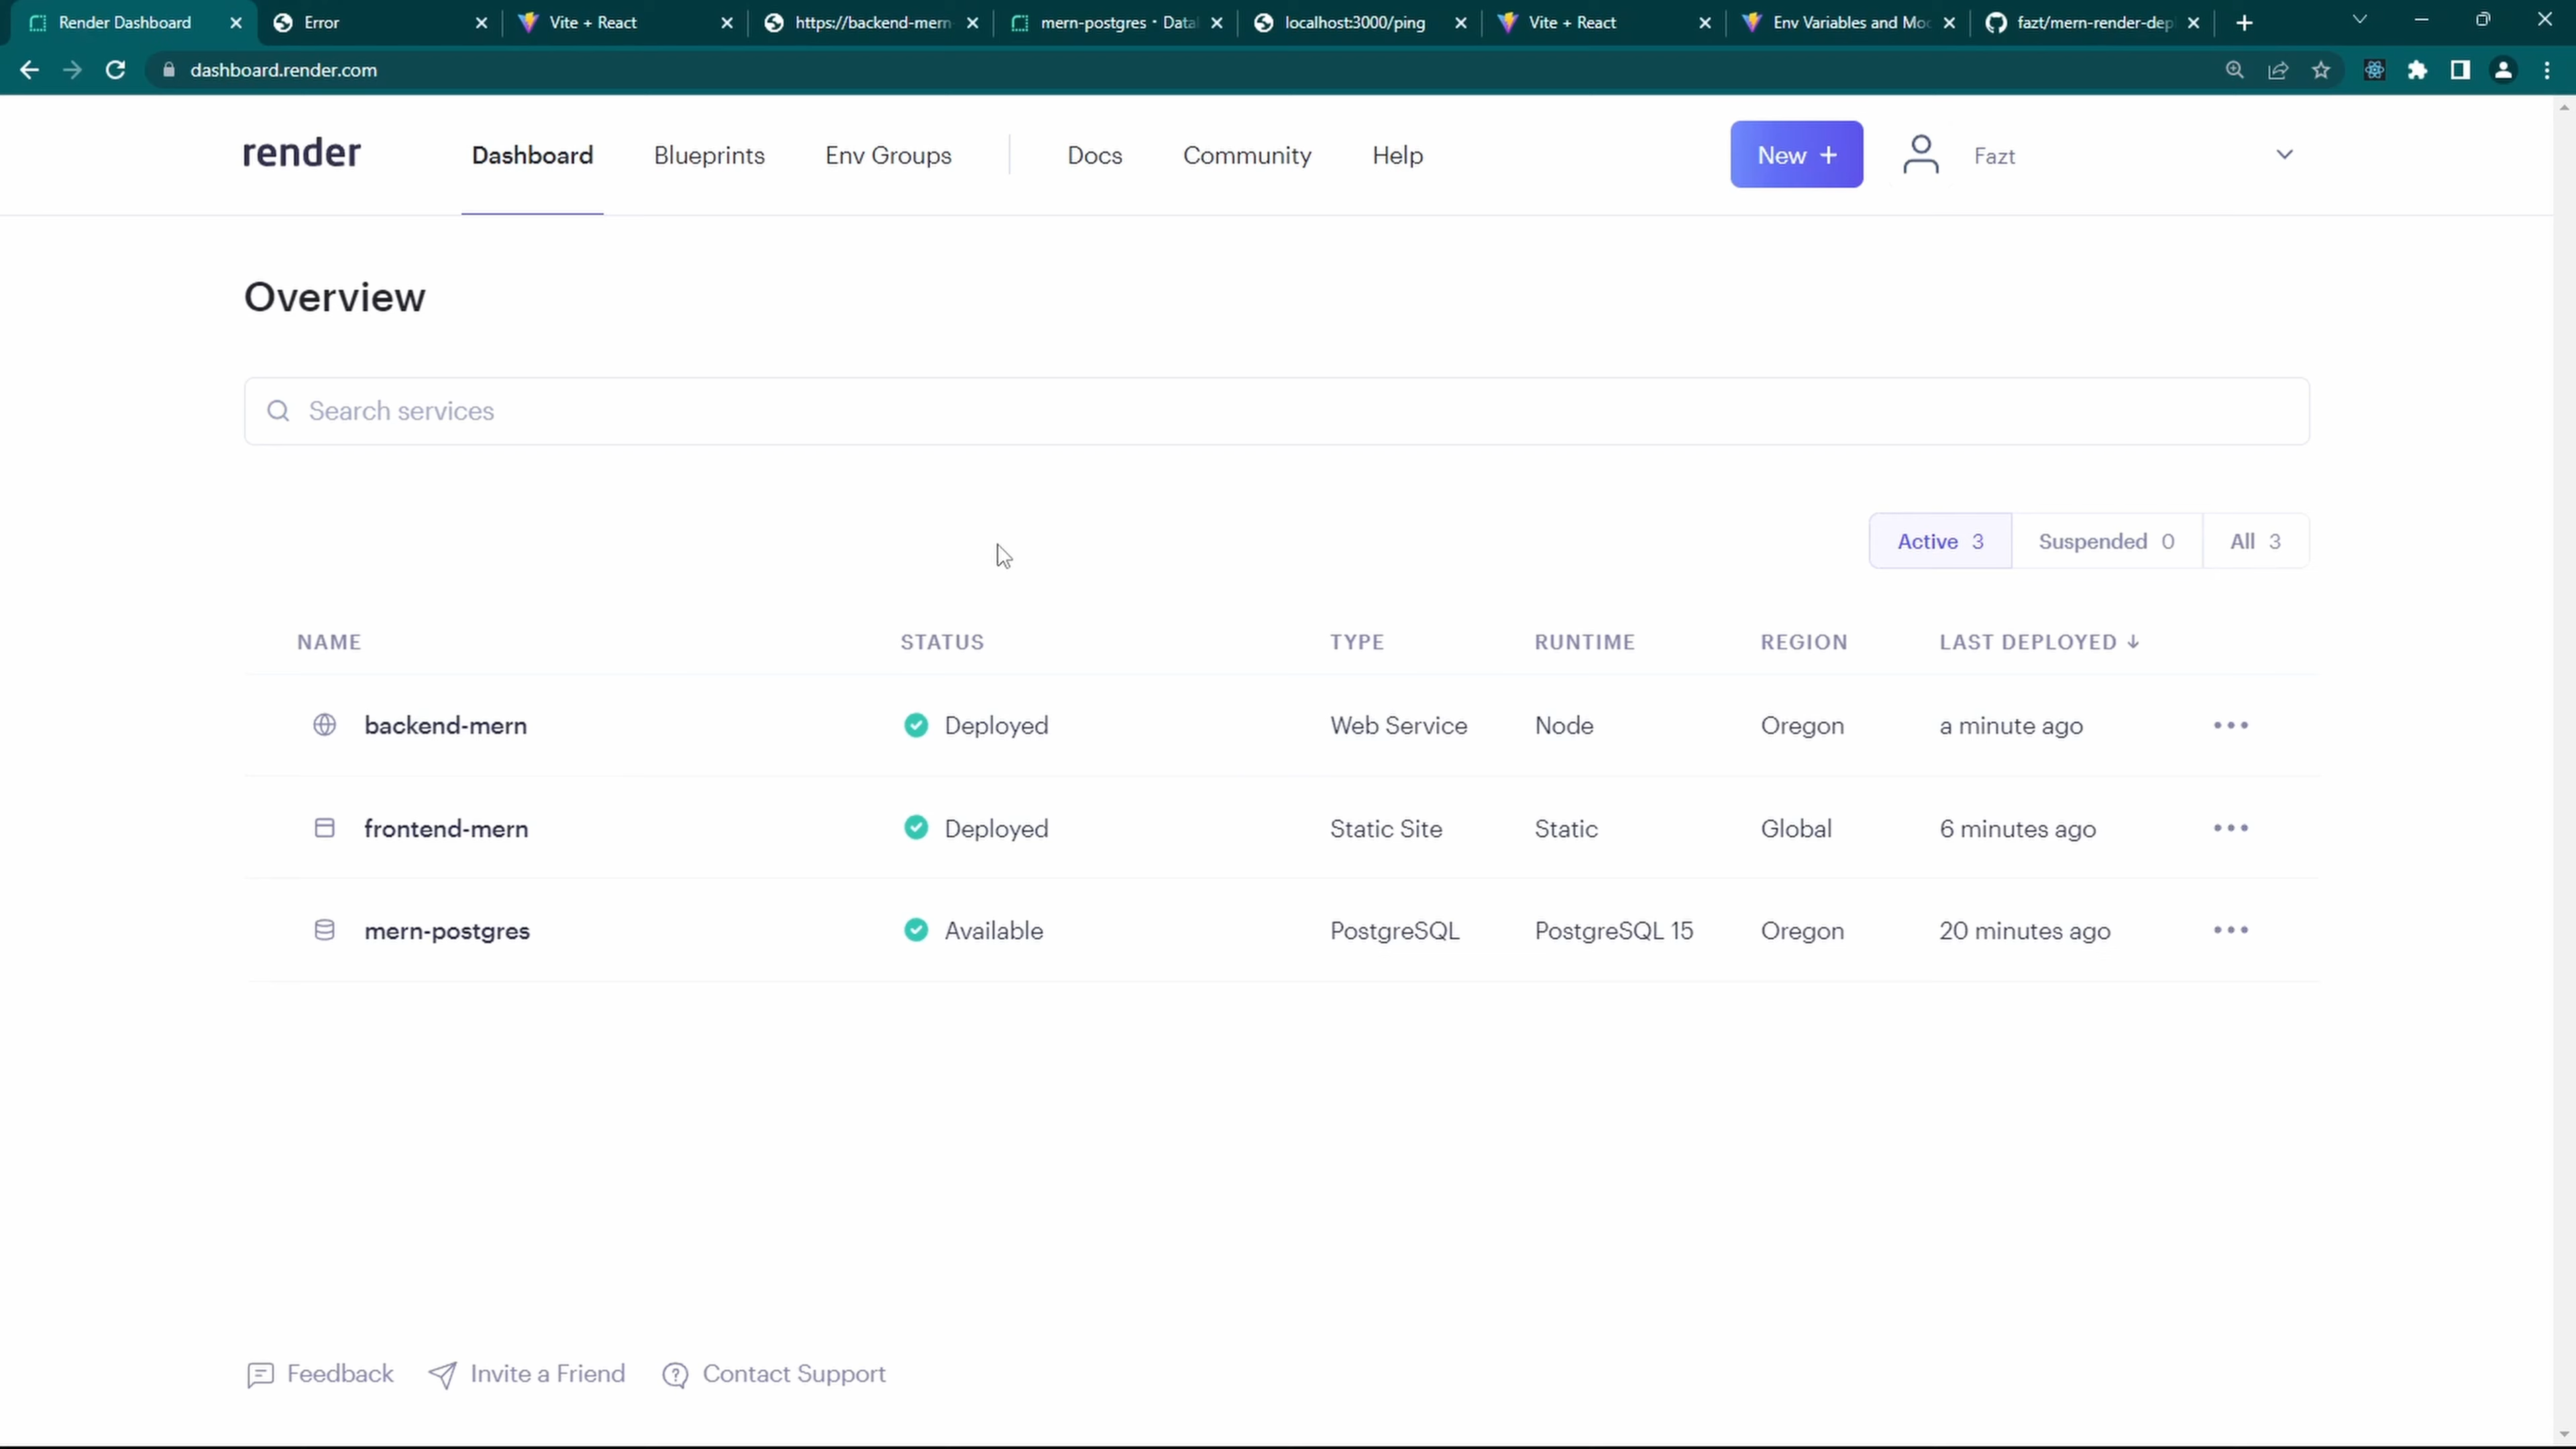 Render Dashboard
Error
Vite + React
https://backend-mern
mern-postgres · Data
localhost:3000/ping
Vite + React
Env Variables and Mo
fazt/mern-render-dep
dashboard.render.com
render
Dashboard
Blueprints
Env Groups
Docs
Community
Help
New +
Fazt
Overview
Search services
Active 3
Suspended 0
All 3
NAME STATUS TYPE RUNTIME REGION LAST DEPLOYED ↓
backend-mern Deployed Web Service Node Oregon a minute ago
frontend-mern Deployed Static Site Static Global 6 minutes ago
mern-postgres Available PostgreSQL PostgreSQL 15 Oregon 20 minutes ago
Feedback
Invite a Friend
Contact Support